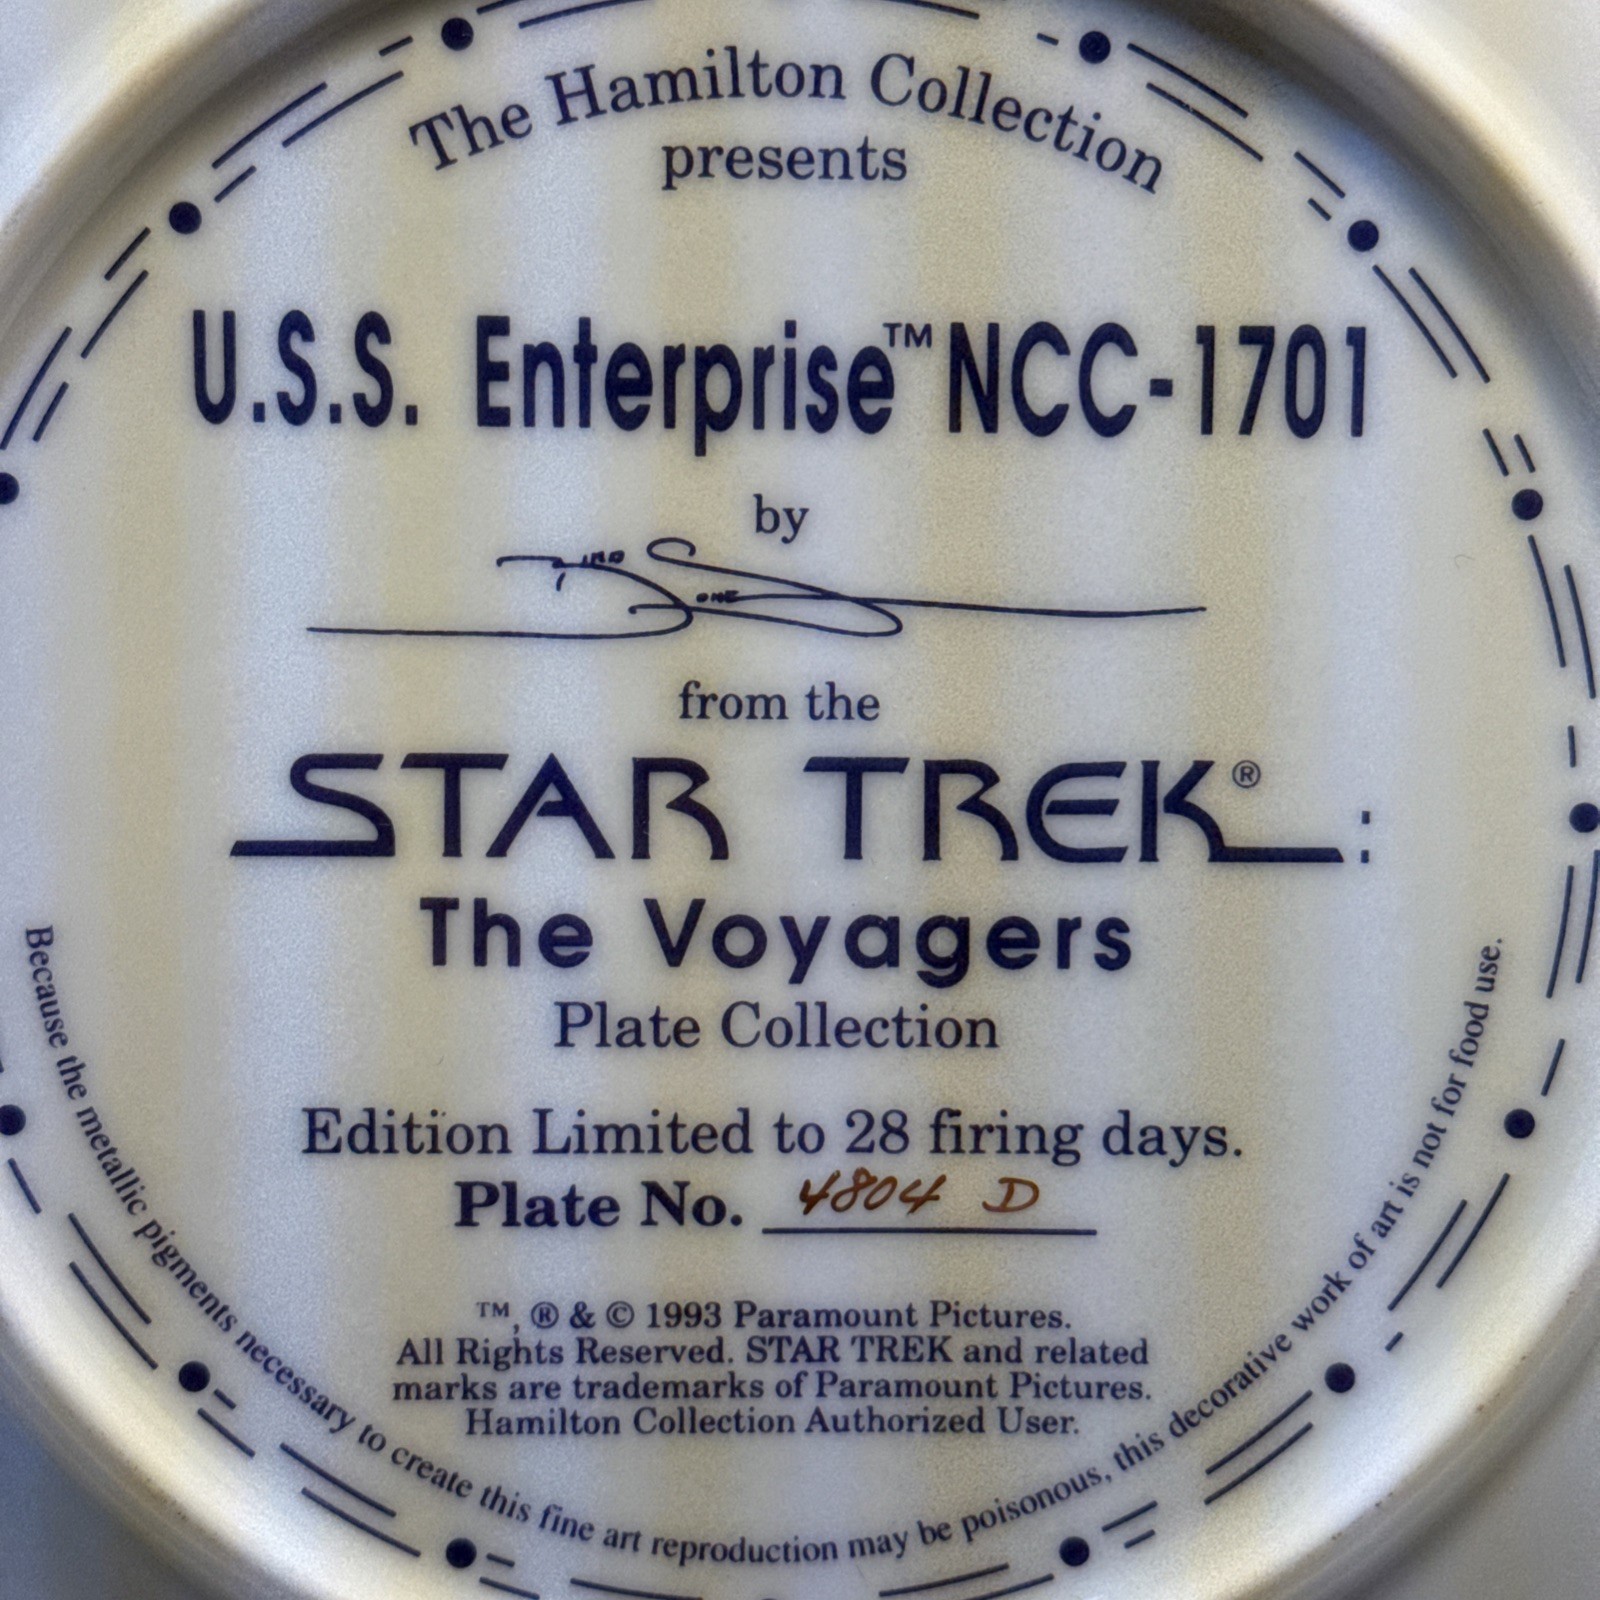 The Hamilton Collection
presents
U.S.S. Enterprise™ NCC-1701
by
from the
STAR TREK®:
The Voyagers
Plate Collection
Edition Limited to 28 firing days.
Plate No. 4804 D
™, ® & © 1993 Paramount Pictures.
All Rights Reserved. STAR TREK and related
marks are trademarks of Paramount Pictures.
Hamilton Collection Authorized User.
Because the metallic pigments necessary to create this fine art reproduction may be poisonous, this decorative work of art is not for food use.